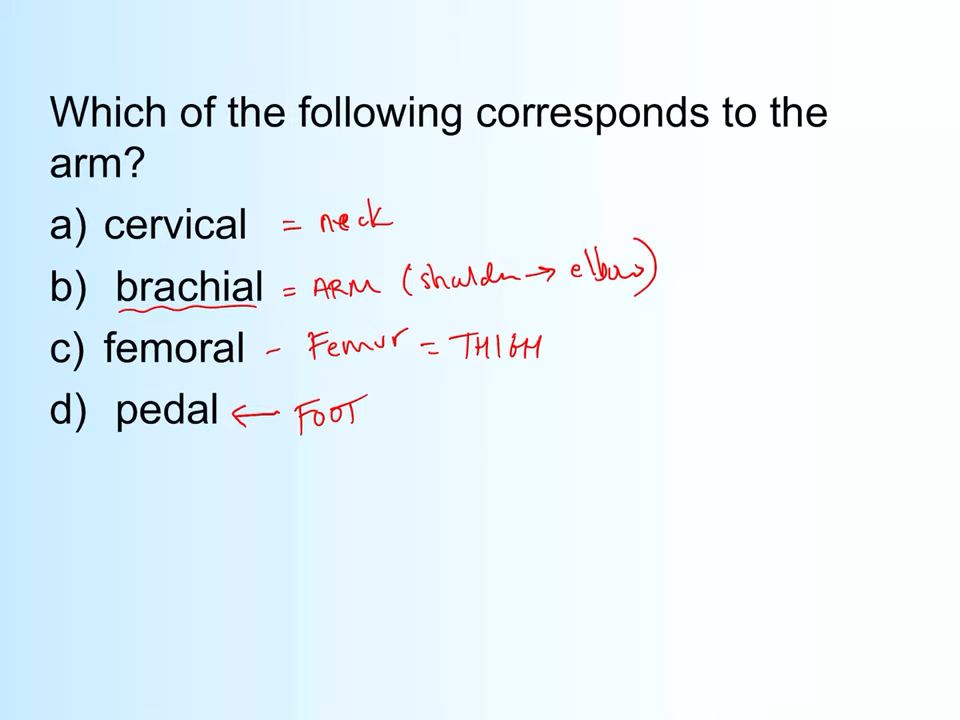 Which of the following corresponds to the
arm?
a) cervical = neck
b) brachial = ARM (shoulder → elbow)
c) femoral - Femur = THIGH
d) pedal ← FOOT